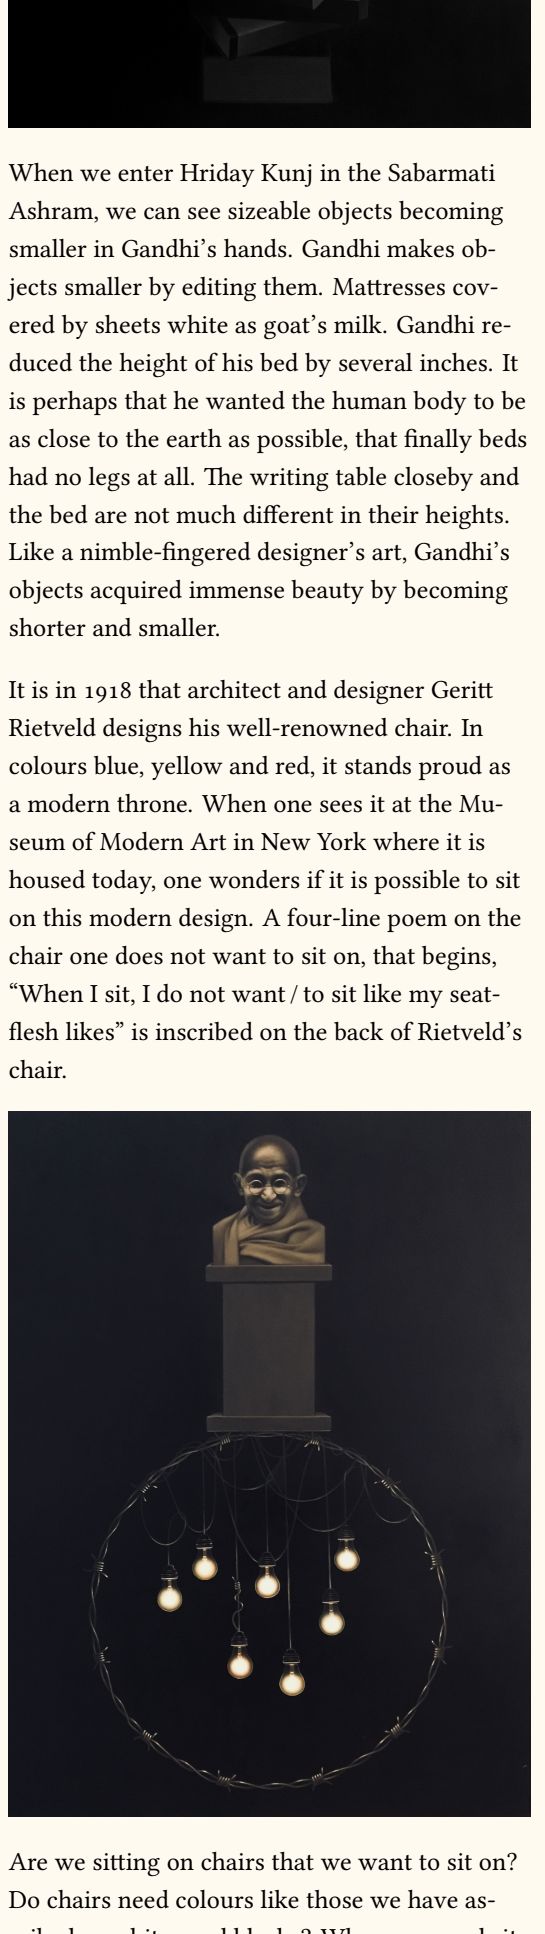 When we enter Hriday Kunj in the Sabarmati
Ashram, we can see sizeable objects becoming
smaller in Gandhi’s hands. Gandhi makes ob-
jects smaller by editing them. Mattresses cov-
ered by sheets white as goat’s milk. Gandhi re-
duced the height of his bed by several inches. It
is perhaps that he wanted the human body to be
as close to the earth as possible, that finally beds
had no legs at all. The writing table closeby and
the bed are not much different in their heights.
Like a nimble-fingered designer’s art, Gandhi’s
objects acquired immense beauty by becoming
shorter and smaller.
It is in 1918 that architect and designer Geritt
Rietveld designs his well-renowned chair. In
colours blue, yellow and red, it stands proud as
a modern throne. When one sees it at the Mu-
seum of Modern Art in New York where it is
housed today, one wonders if it is possible to sit
on this modern design. A four-line poem on the
chair one does not want to sit on, that begins,
“When I sit, I do not want / to sit like my seat-
flesh likes” is inscribed on the back of Rietveld’s
chair.
Are we sitting on chairs that we want to sit on?
Do chairs need colours like those we have as-